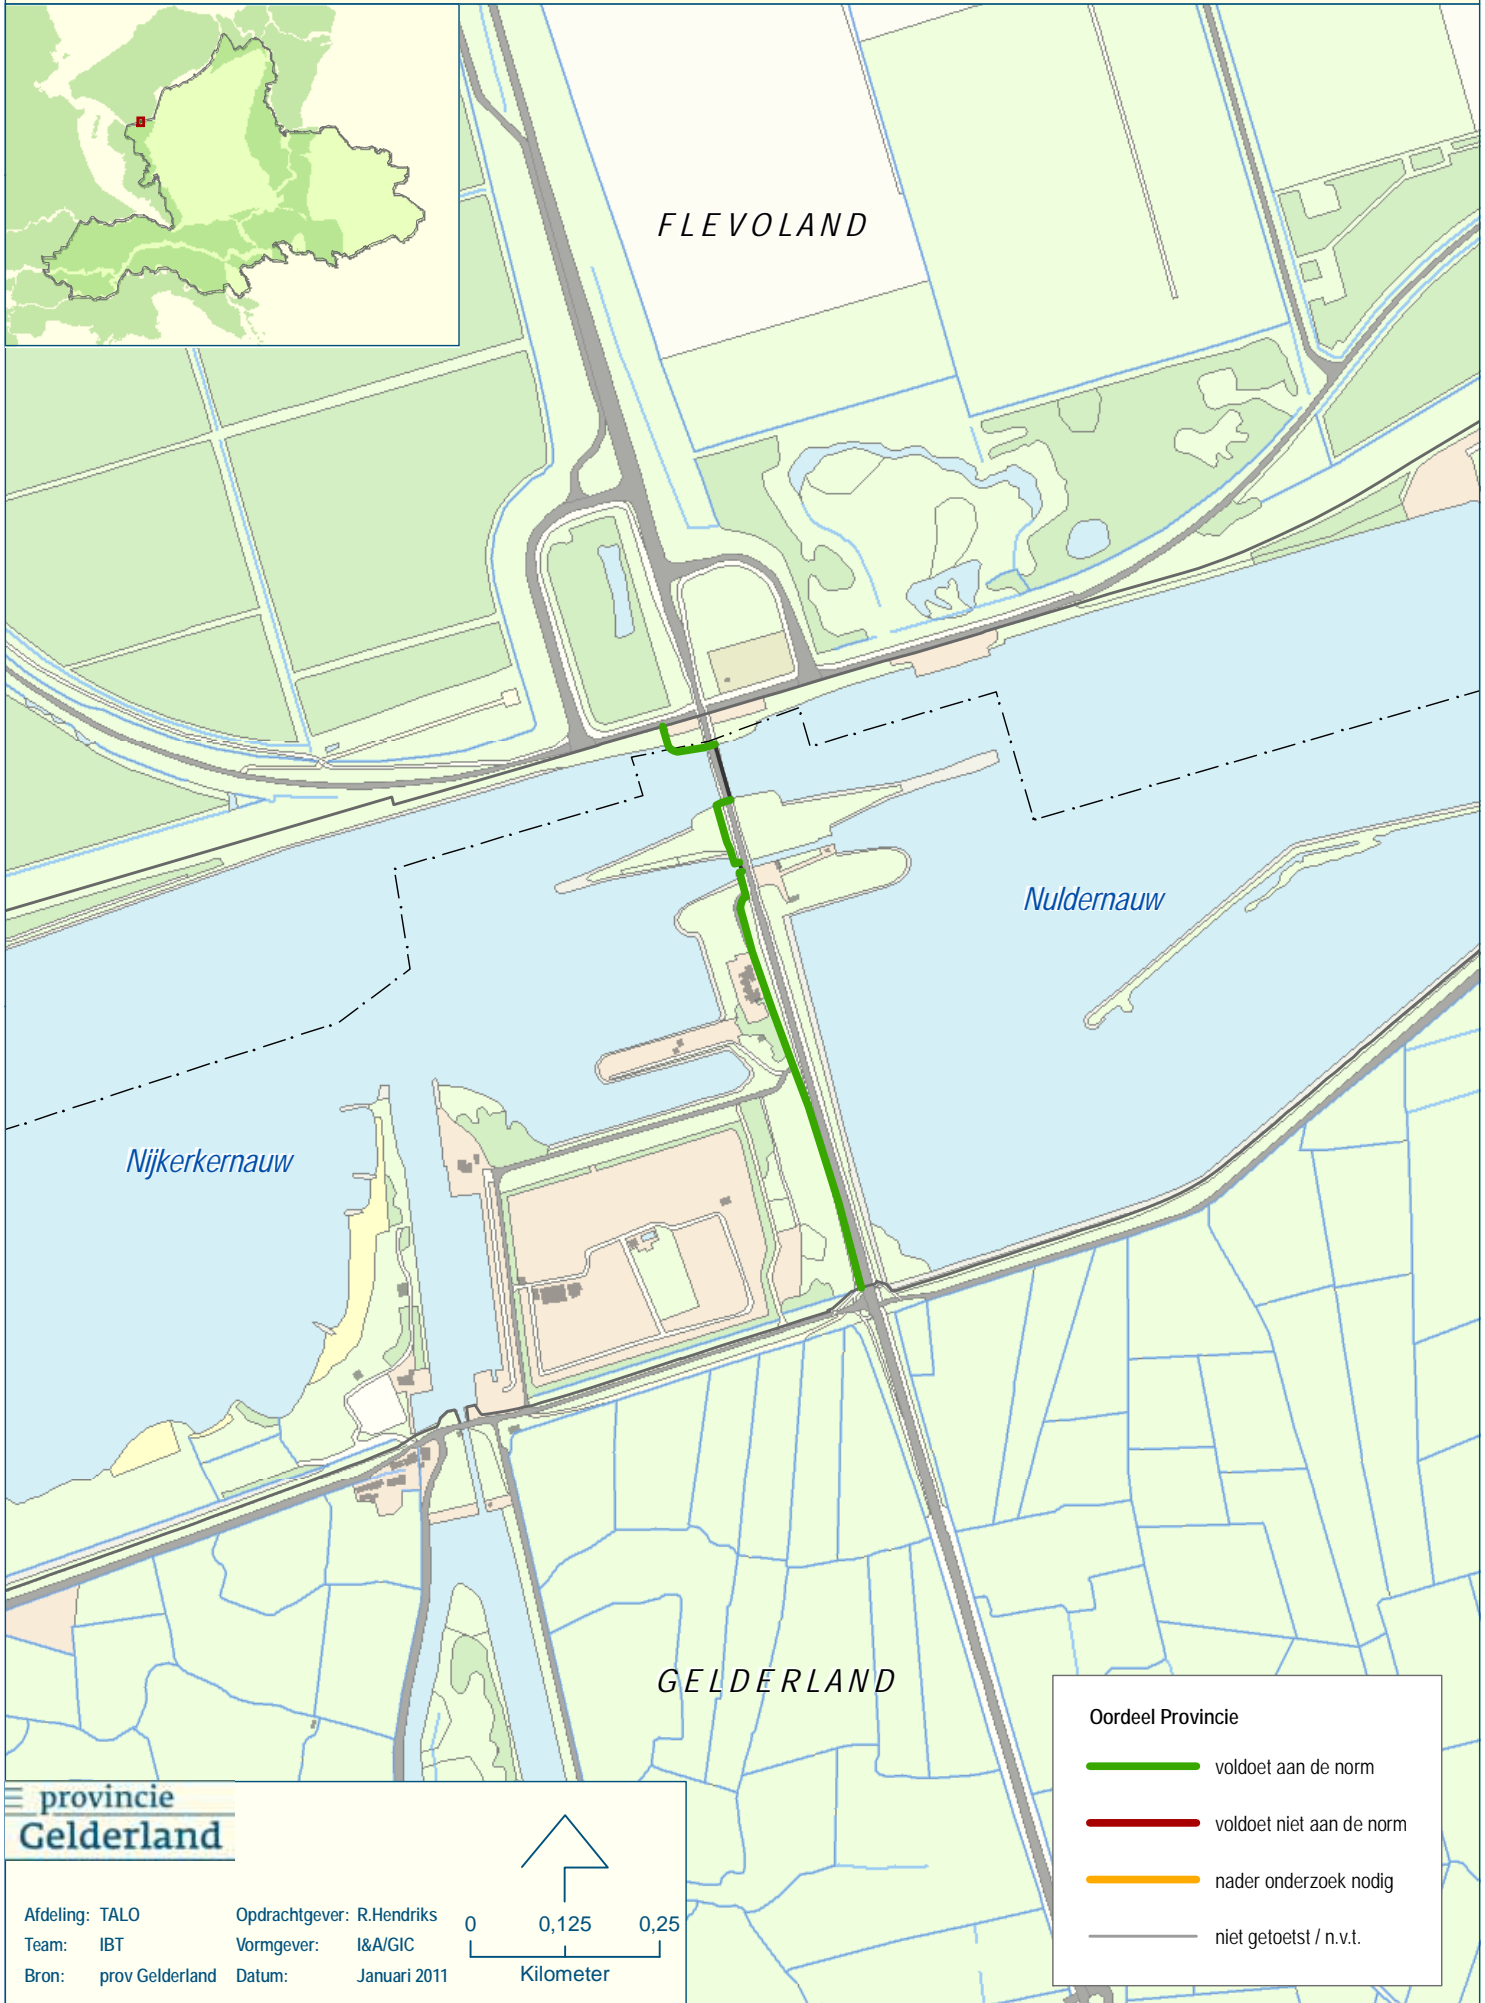 FLEVOLAND
Nuldernauw
Nijkerkernauw
GELDERLAND
Oordeel Provincie
voldoet aan de norm
voldoet niet aan de norm
nader onderzoek nodig
niet getoetst / n.v.t.
provincie
Gelderland
Afdeling: TALO Opdrachtgever: R.Hendriks
Team: IBT Vormgever: I&A/GIC
Bron: prov Gelderland Datum: Januari 2011
0 0,125 0,25
Kilometer